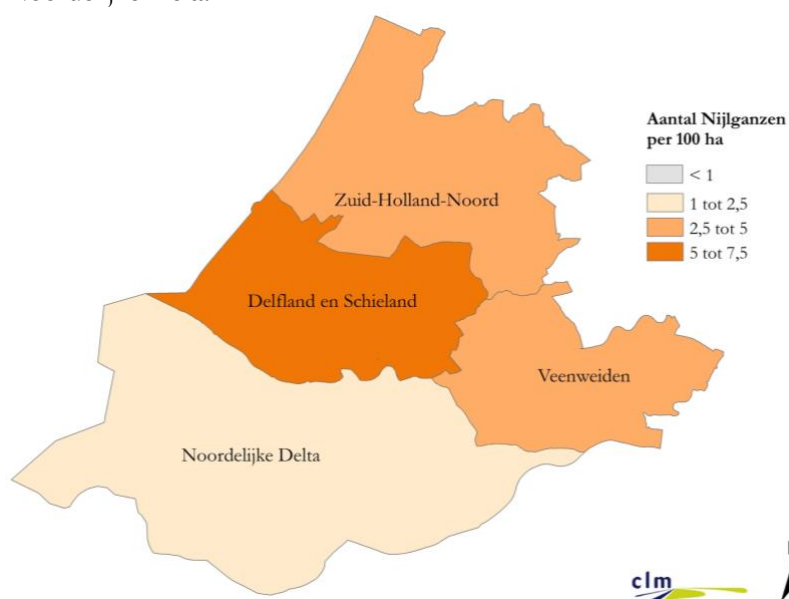 Aantal Nijlganzen
per 100 ha
< 1
1 tot 2,5
2,5 tot 5
5 tot 7,5
Zuid-Holland-Noord
Delfland en Schieland
Veenweiden
Noordelijke Delta
clm